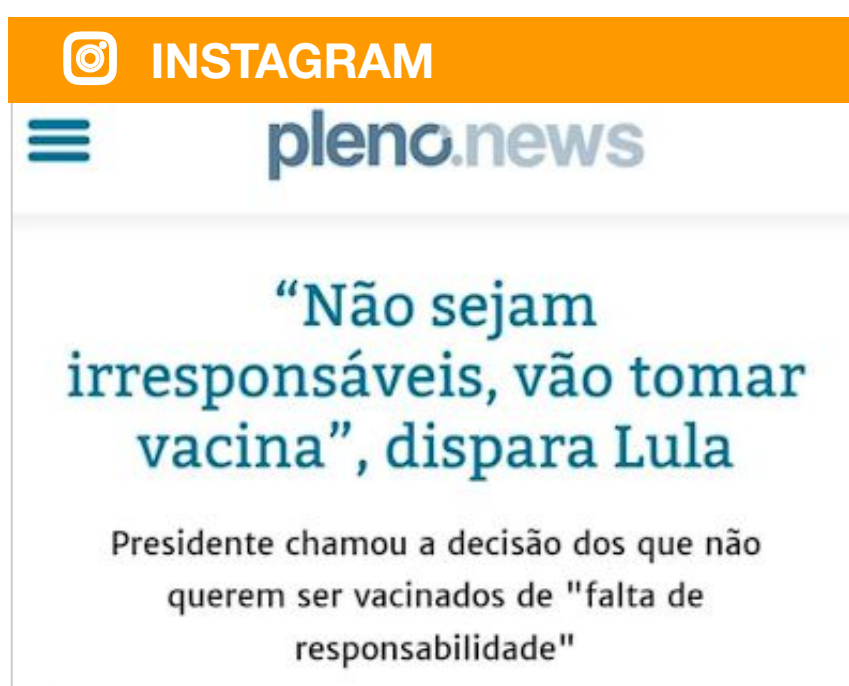 INSTAGRAM
pleno.news
“Não sejam
irresponsáveis, vão tomar
vacina”, dispara Lula
Presidente chamou a decisão dos que não
querem ser vacinados de "falta de
responsabilidade"